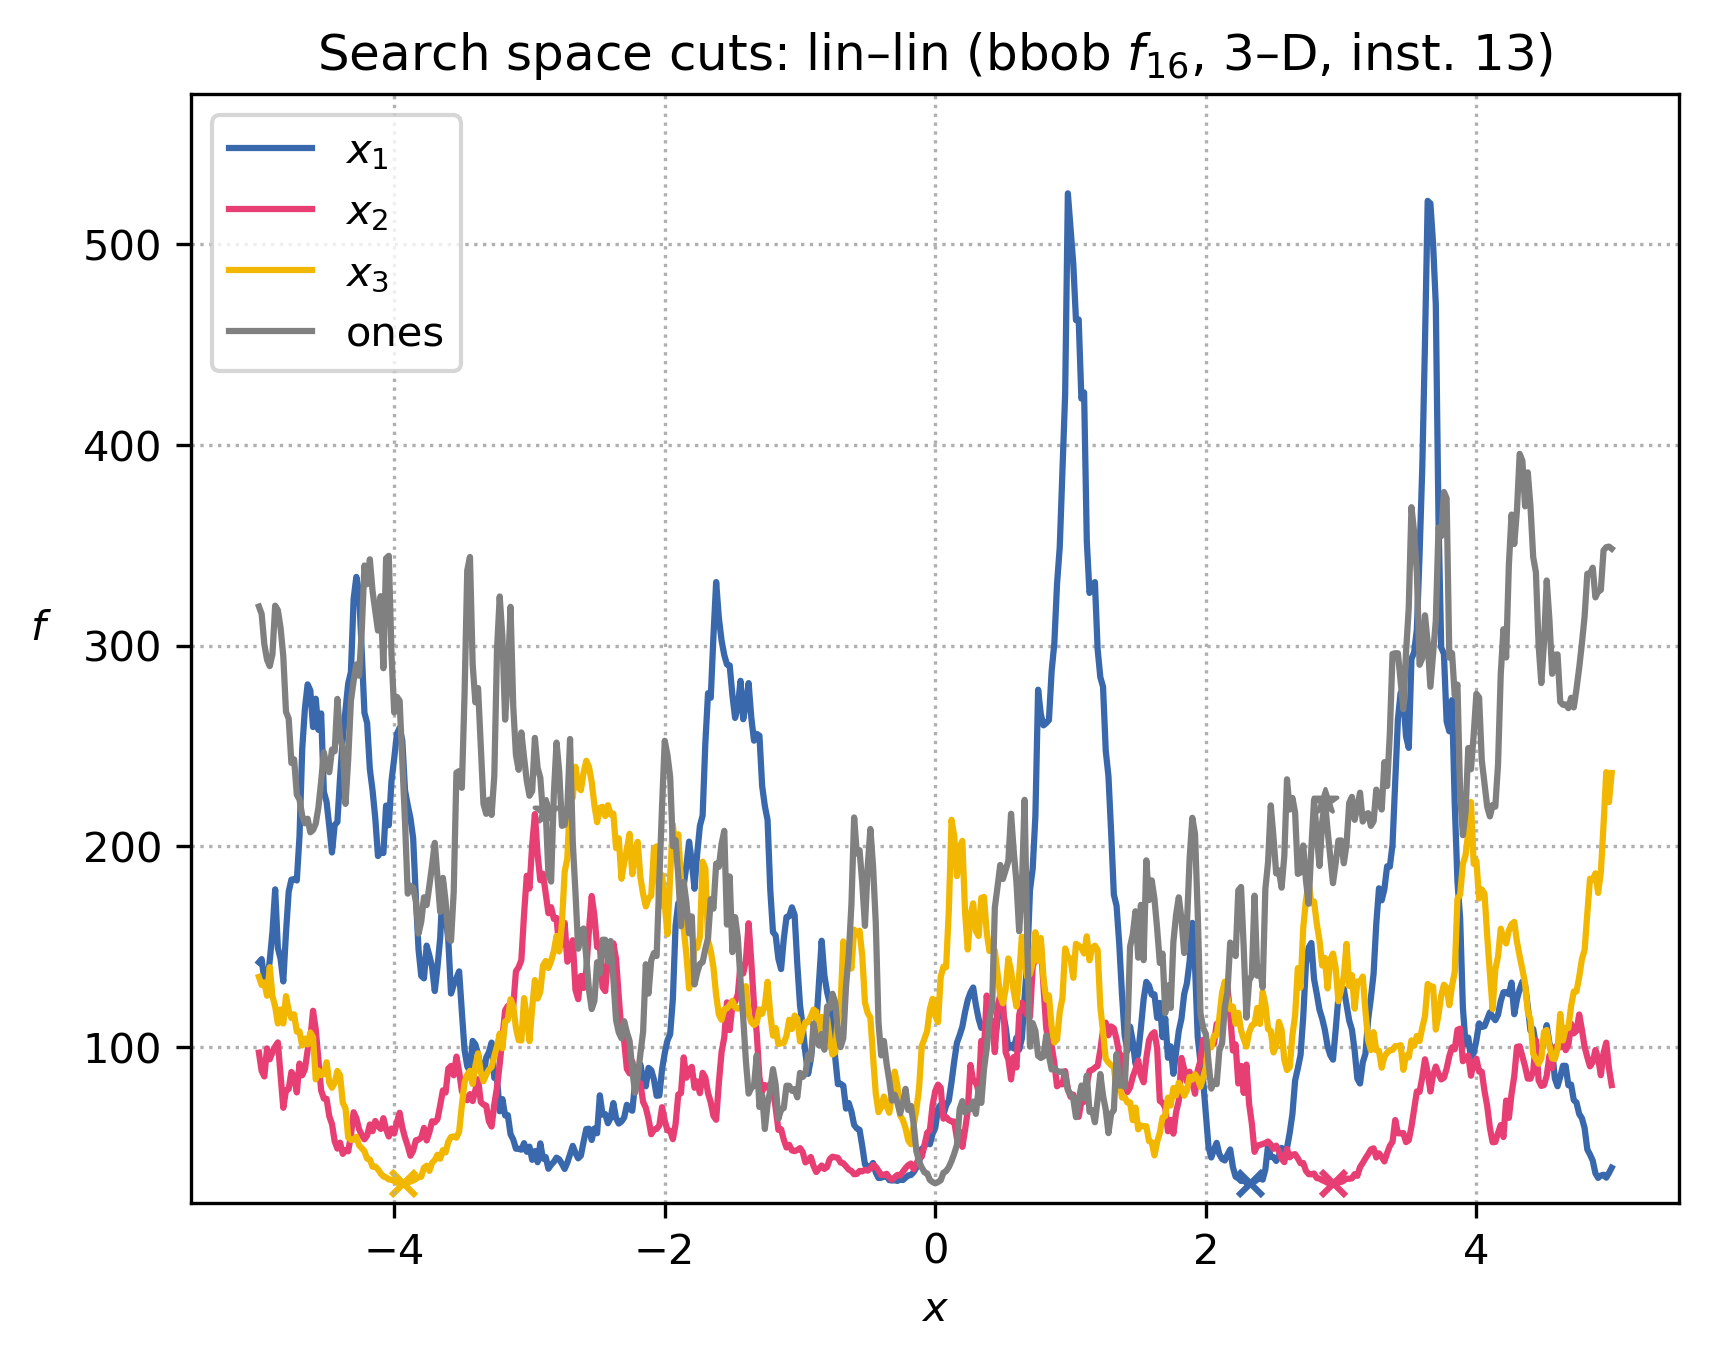 Search space cuts: lin–lin (bbob f16, 3–D, inst. 13)
x1
x2
x3
ones
500
400
300
200
100
f
−4 −2 0 2 4
x